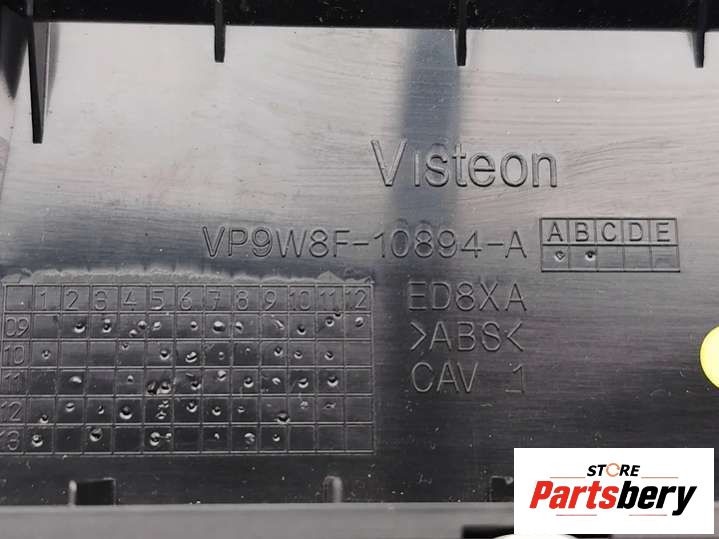 Visteon
VP9W8F-10894-A
A B C D E
ED8XA
>ABS<
CAV 1
1 2 3 4 5 6 7 8 9 10 11 12
09
10
11
12
13
STORE
Partsbery